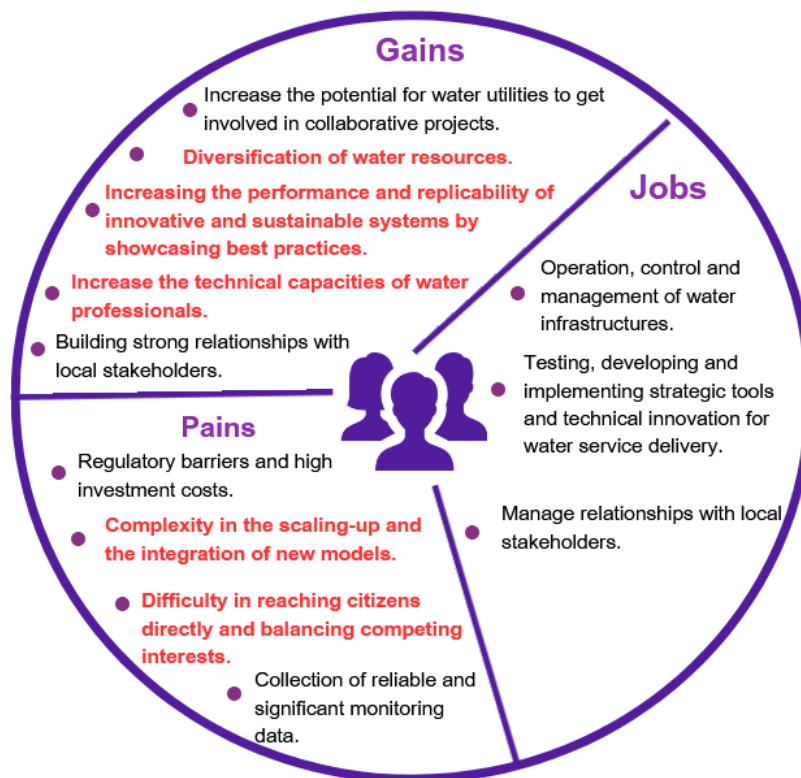 Gains
Increase the potential for water utilities to get
involved in collaborative projects.
Diversification of water resources.
Increasing the performance and replicability of
innovative and sustainable systems by
showcasing best practices.
Increase the technical capacities of water
professionals.
Building strong relationships with
local stakeholders.
Jobs
Operation, control and
management of water
infrastructures.
Testing, developing and
implementing strategic tools
and technical innovation for
water service delivery.
Manage relationships with local
stakeholders.
Pains
Regulatory barriers and high
investment costs.
Complexity in the scaling-up and
the integration of new models.
Difficulty in reaching citizens
directly and balancing competing
interests.
Collection of reliable and
significant monitoring
data.